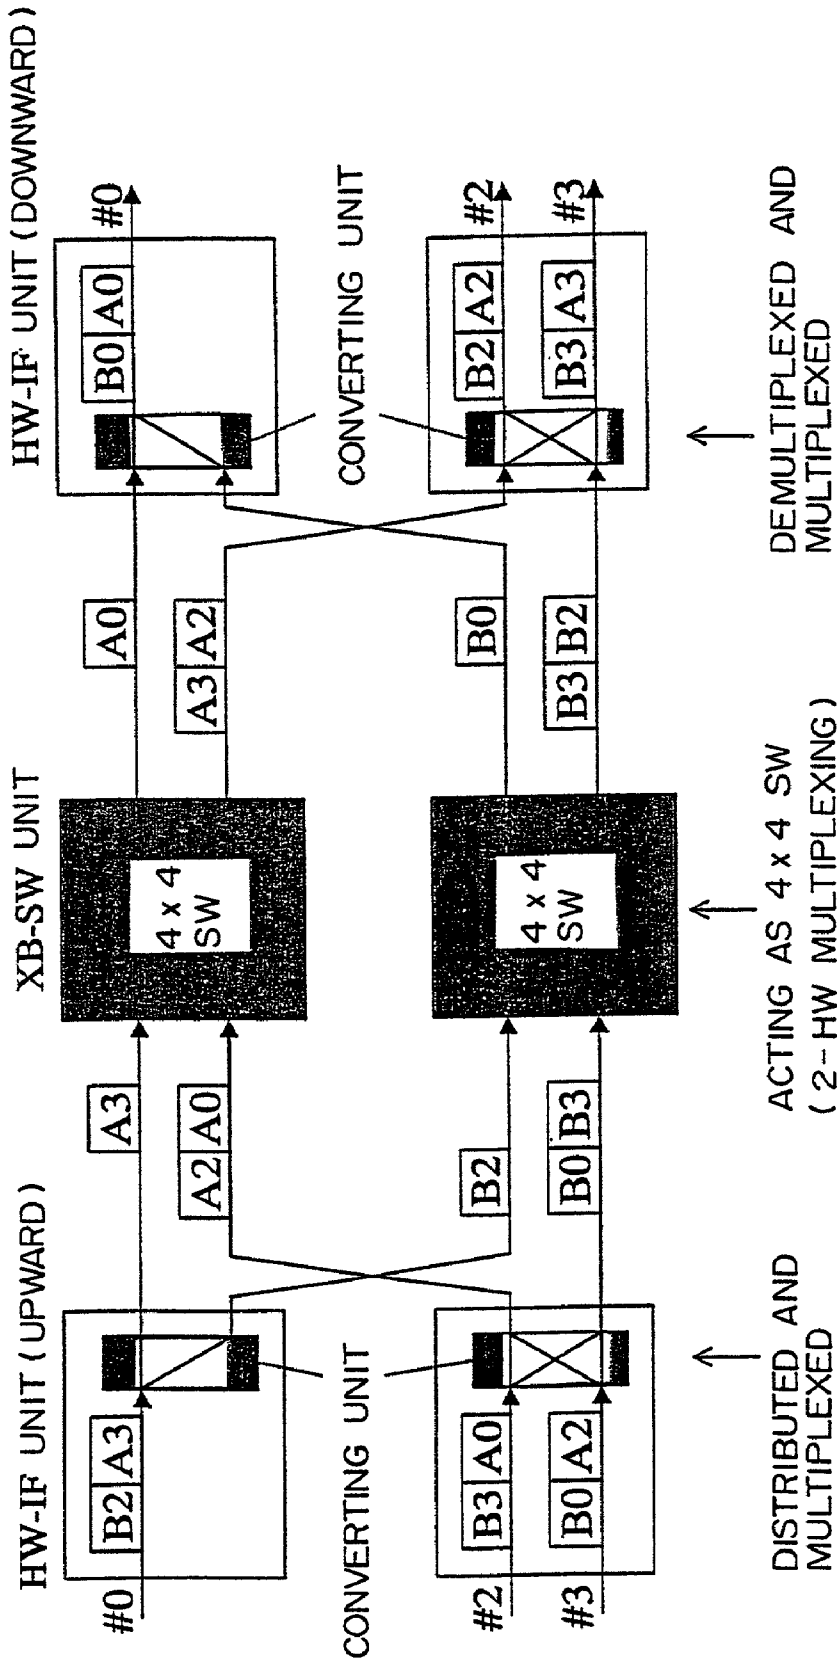 HW-IF UNIT (UPWARD)
XB-SW UNIT
HW-IF UNIT (DOWNWARD)
#0
B2 A3
A3
A2 A0
4 x 4
SW
A0
A3 A2
B0 A0
#0
CONVERTING UNIT
CONVERTING UNIT
#2
B3 A0
#3
B0 A2
B2
B0 B3
4 x 4
SW
B0
B3 B2
B2 A2
#2
B3 A3
#3
DISTRIBUTED AND
MULTIPLEXED
ACTING AS 4 x 4 SW
(2-HW MULTIPLEXING)
DEMULTIPLEXED AND
MULTIPLEXED